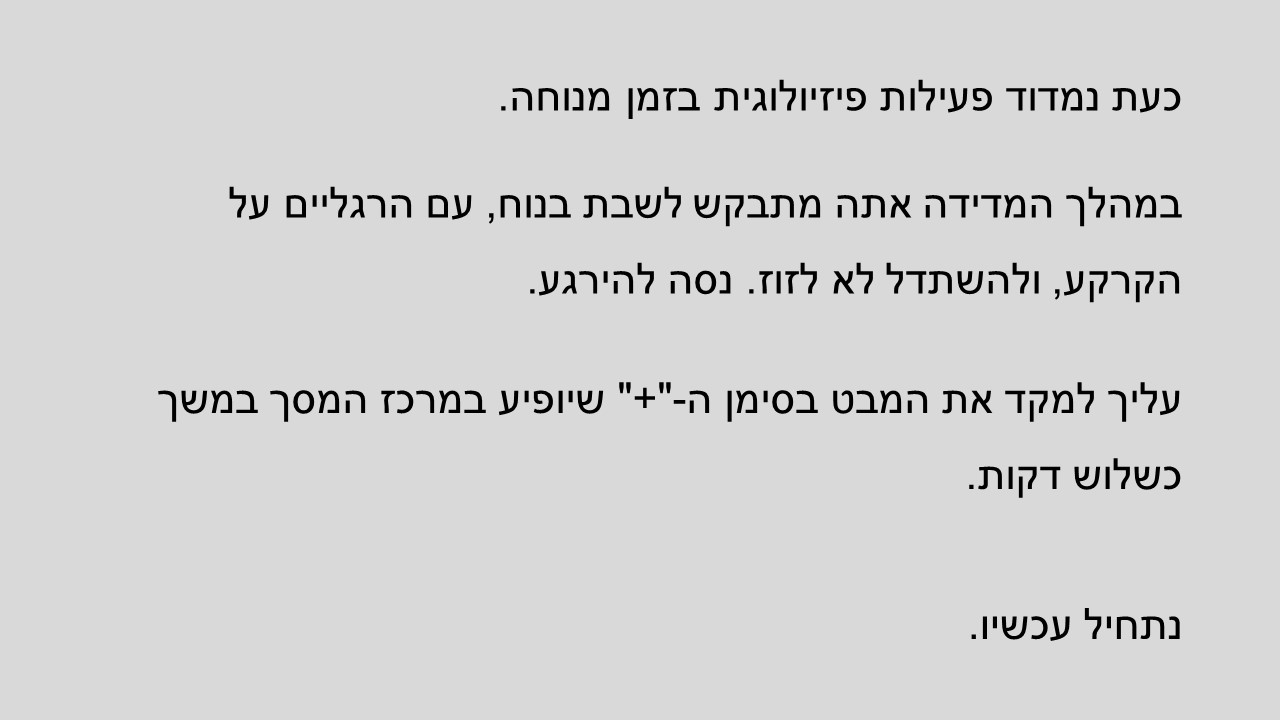 כעת נמדוד פעילות פיזיולוגית בזמן מנוחה.
במהלך המדידה אתה מתבקש לשבת בנוח, עם הרגליים על
הקרקע, ולהשתדל לא לזוז. נסה להירגע.
עליך למקד את המבט בסימן ה-"+" שיופיע במרכז המסך במשך
כשלוש דקות.
נתחיל עכשיו.